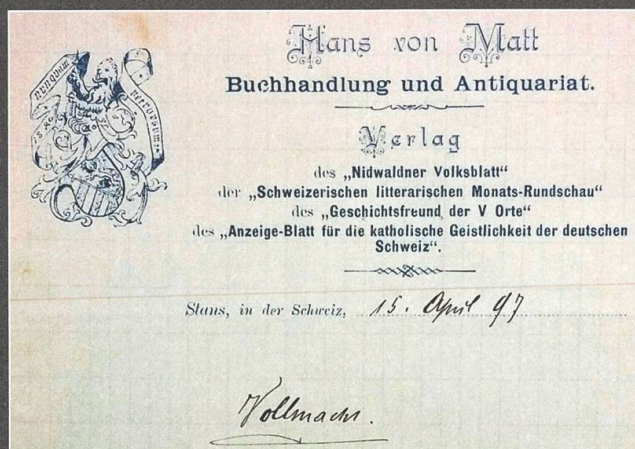 Hans von Matt
Buchhandlung und Antiquariat.
Verlag
des „Nidwaldner Volksblatt“
der „Schweizerischen litterarischen Monats-Rundschau“
des „Geschichtsfreund der V Orte“
des „Anzeige-Blatt für die katholische Geistlichkeit der deutschen
Schweiz“.
Stans, in der Schweiz, 15. April 97
Vollmacht.